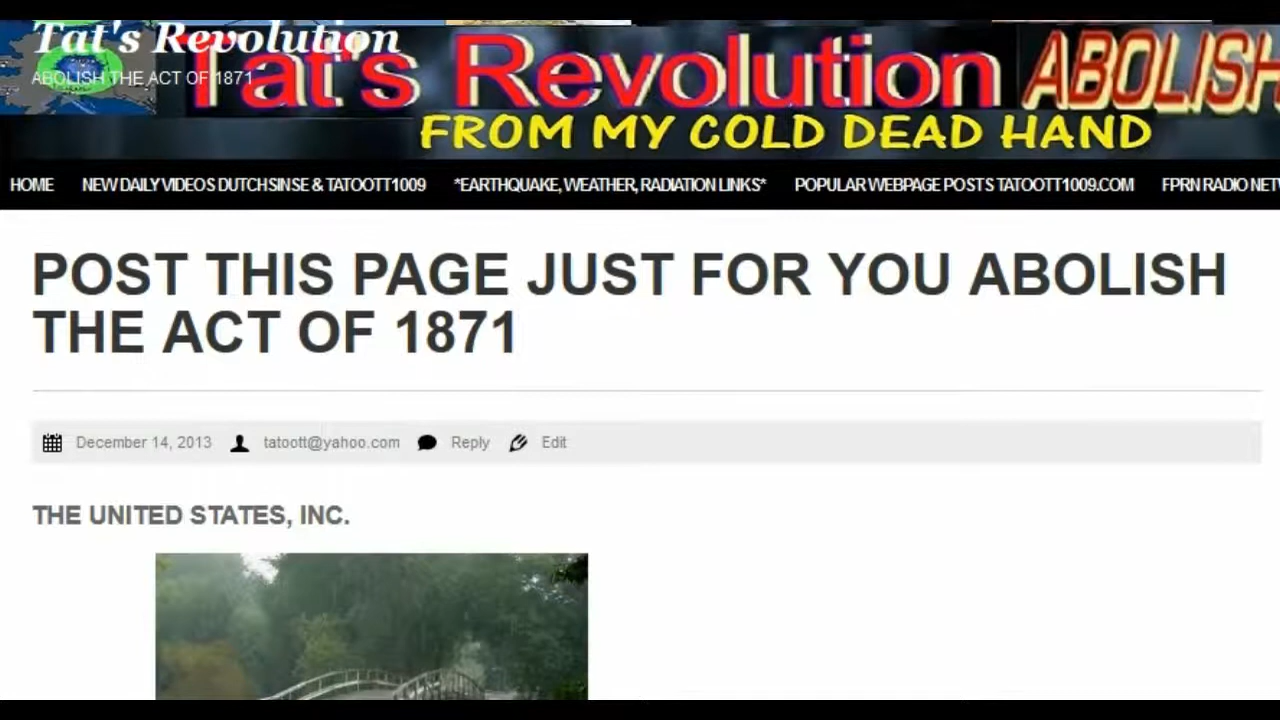 Tat's Revolution
ABOLISH THE ACT OF 1871
Tat's Revolution ABOLISH
FROM MY COLD DEAD HAND
HOME NEW DAILY VIDEOS DUTCHSINSE & TATOOTT1009 *EARTHQUAKE, WEATHER, RADIATION LINKS* POPULAR WEBPAGE POSTS TATOOTT1009.COM FPRN RADIO NET
POST THIS PAGE JUST FOR YOU ABOLISH
THE ACT OF 1871
December 14, 2013 tatoott@yahoo.com Reply Edit
THE UNITED STATES, INC.